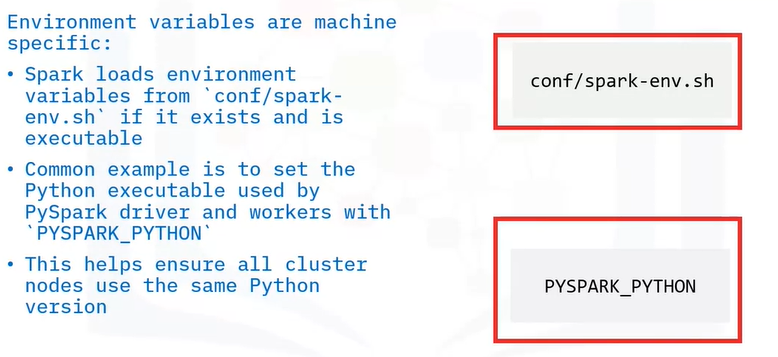 Environment variables are machine
specific:
• Spark loads environment
variables from `conf/spark-
env.sh` if it exists and is
executable
• Common example is to set the
Python executable used by
PySpark driver and workers with
`PYSPARK_PYTHON`
• This helps ensure all cluster
nodes use the same Python
version
conf/spark-env.sh
PYSPARK_PYTHON